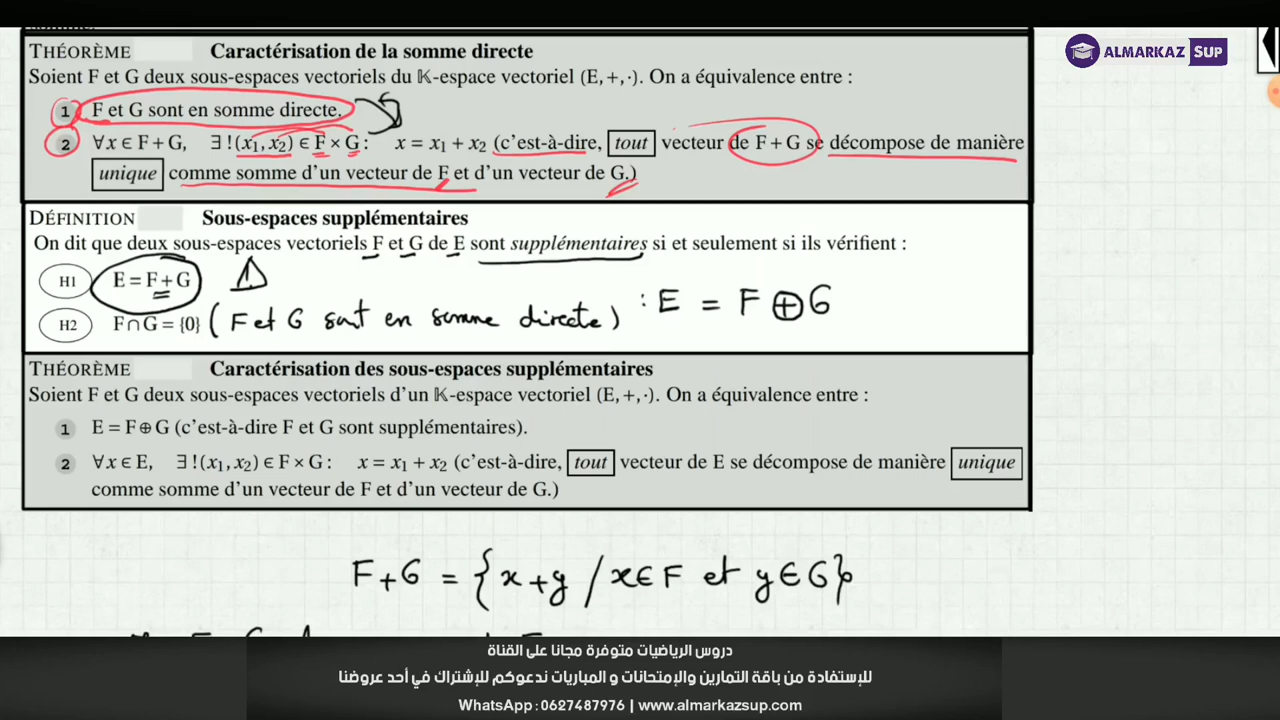 ALMARKAZ SUP
THÉORÈME Caractérisation de la somme directe
Soient F et G deux sous-espaces vectoriels du 𝕂-espace vectoriel (E,+,·). On a équivalence entre :
1 F et G sont en somme directe.
2 ∀x ∈ F+G, ∃!(x₁,x₂) ∈ F×G : x = x₁ + x₂ (c'est-à-dire, tout vecteur de F+G se décompose de manière
unique comme somme d'un vecteur de F et d'un vecteur de G.)
DÉFINITION Sous-espaces supplémentaires
On dit que deux sous-espaces vectoriels F et G de E sont supplémentaires si et seulement si ils vérifient :
H1 E = F+G
: E = F ⊕ G
H2 F∩G = {0} (F et G sont en somme directe)
THÉORÈME Caractérisation des sous-espaces supplémentaires
Soient F et G deux sous-espaces vectoriels d'un 𝕂-espace vectoriel (E,+,·). On a équivalence entre :
1 E = F⊕G (c'est-à-dire F et G sont supplémentaires).
2 ∀x ∈ E, ∃!(x₁,x₂) ∈ F×G : x = x₁ + x₂ (c'est-à-dire, tout vecteur de E se décompose de manière unique
comme somme d'un vecteur de F et d'un vecteur de G.)
F+G = {x+y / x∈F et y∈G}
دروس الرياضيات متوفرة مجانا على القناة
للإستفادة من باقة التمارين والإمتحانات و المباريات ندعوكم للإشتراك في أحد عروضنا
WhatsApp : 0627487976 | www.almarkazsup.com